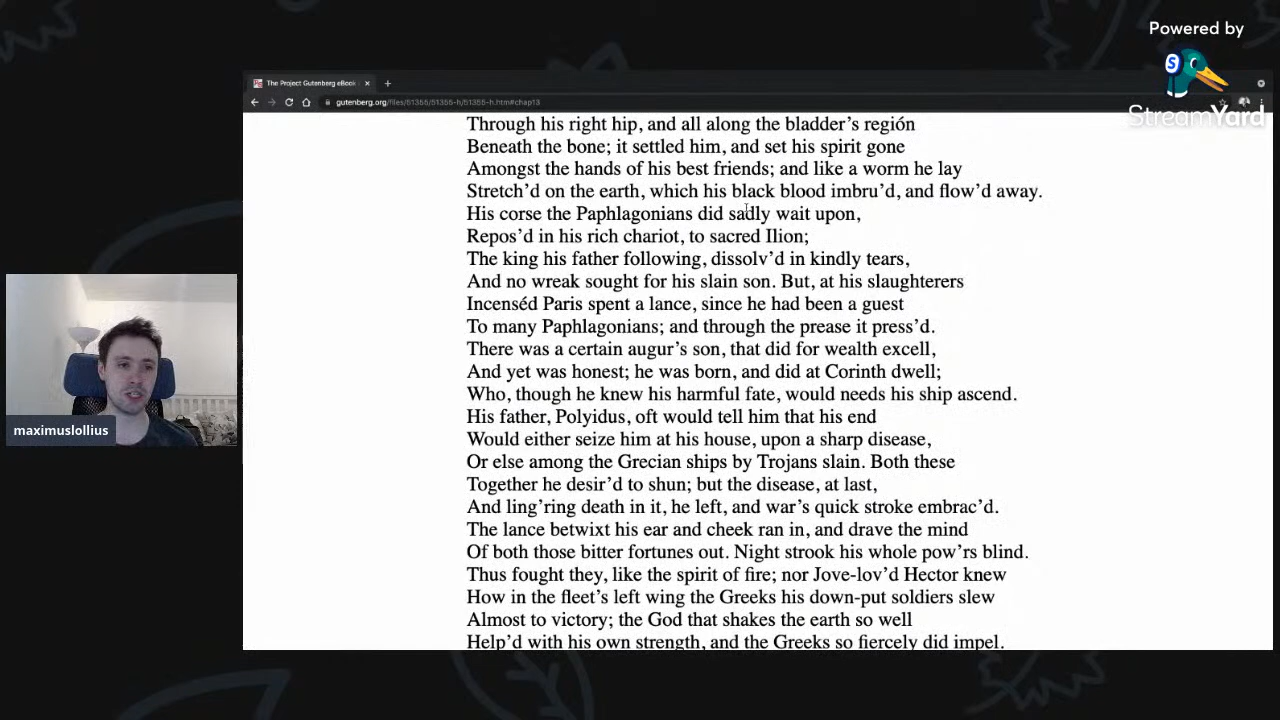 Powered by
StreamYard
The Project Gutenberg eBook
gutenberg.org/files/51355/51355-h/51355-h.htm#chap13
Through his right hip, and all along the bladder’s región
Beneath the bone; it settled him, and set his spirit gone
Amongst the hands of his best friends; and like a worm he lay
Stretch’d on the earth, which his black blood imbru’d, and flow’d away.
His corse the Paphlagonians did sadly wait upon,
Repos’d in his rich chariot, to sacred Ilion;
The king his father following, dissolv’d in kindly tears,
And no wreak sought for his slain son. But, at his slaughterers
Incenséd Paris spent a lance, since he had been a guest
To many Paphlagonians; and through the prease it press’d.
There was a certain augur’s son, that did for wealth excell,
And yet was honest; he was born, and did at Corinth dwell;
Who, though he knew his harmful fate, would needs his ship ascend.
His father, Polyidus, oft would tell him that his end
Would either seize him at his house, upon a sharp disease,
Or else among the Grecian ships by Trojans slain. Both these
Together he desir’d to shun; but the disease, at last,
And ling’ring death in it, he left, and war’s quick stroke embrac’d.
The lance betwixt his ear and cheek ran in, and drave the mind
Of both those bitter fortunes out. Night strook his whole pow’rs blind.
Thus fought they, like the spirit of fire; nor Jove-lov’d Hector knew
How in the fleet’s left wing the Greeks his down-put soldiers slew
Almost to victory; the God that shakes the earth so well
Help’d with his own strength, and the Greeks so fiercely did impel.
maximuslollius